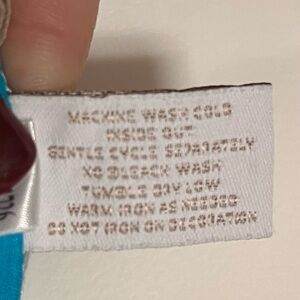 MACHINE WASH COLD
INSIDE OUT
GENTLE CYCLE SEPARATELY
NO BLEACH WASH
TUMBLE DRY LOW
WARM IRON AS NEEDED
DO NOT IRON ON DECORATION